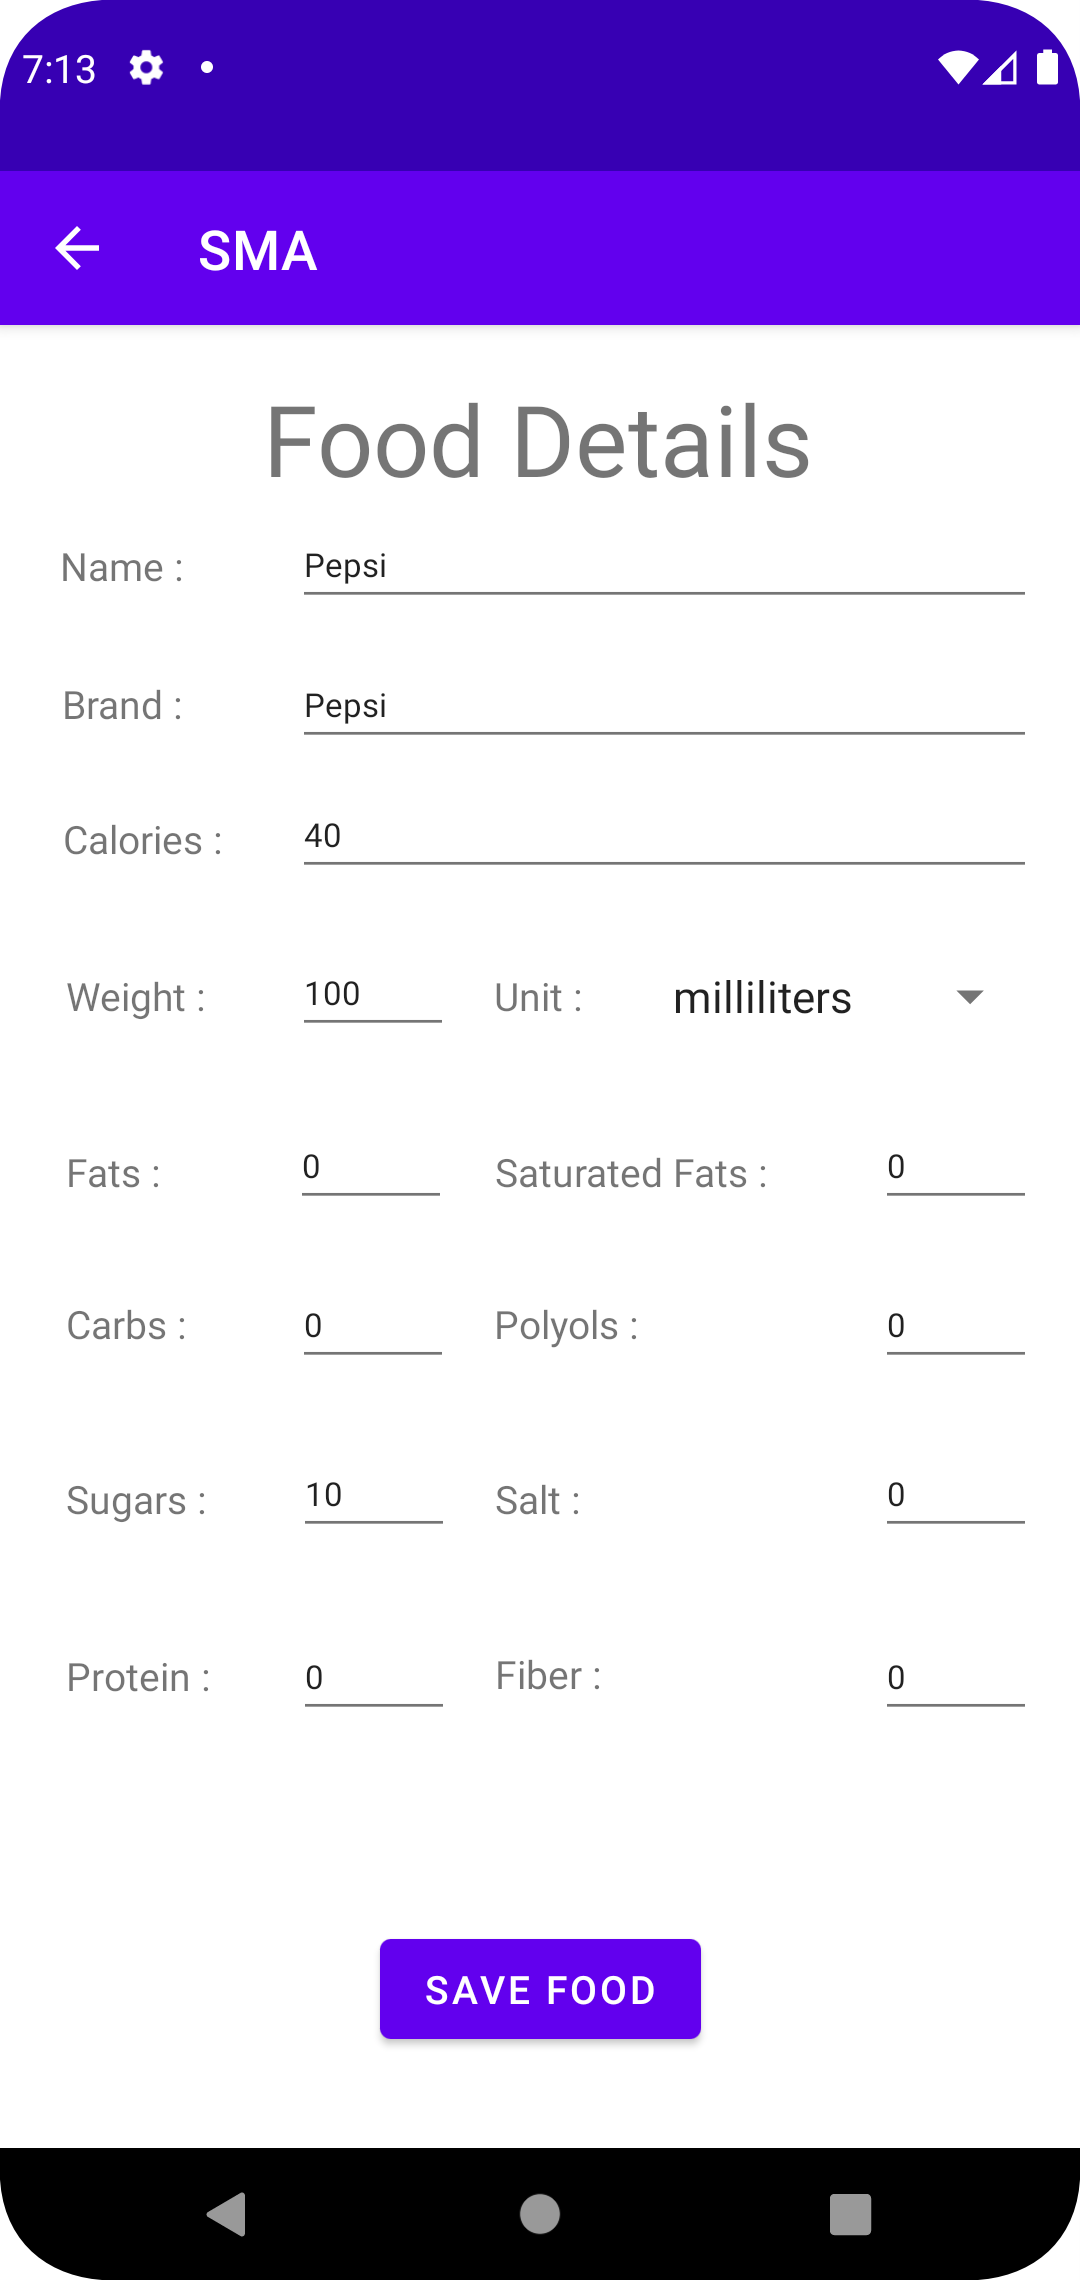 7:13
SMA
Food Details
Name : Pepsi
Brand : Pepsi
Calories : 40
Weight : 100 Unit : milliliters
Fats : 0 Saturated Fats : 0
Carbs : 0 Polyols : 0
Sugars : 10 Salt : 0
Protein : 0 Fiber : 0
SAVE FOOD